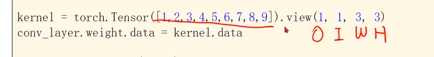 kernel = torch.Tensor([1,2,3,4,5,6,7,8,9]).view(1, 1, 3, 3)
conv_layer.weight.data = kernel.data
O I W H